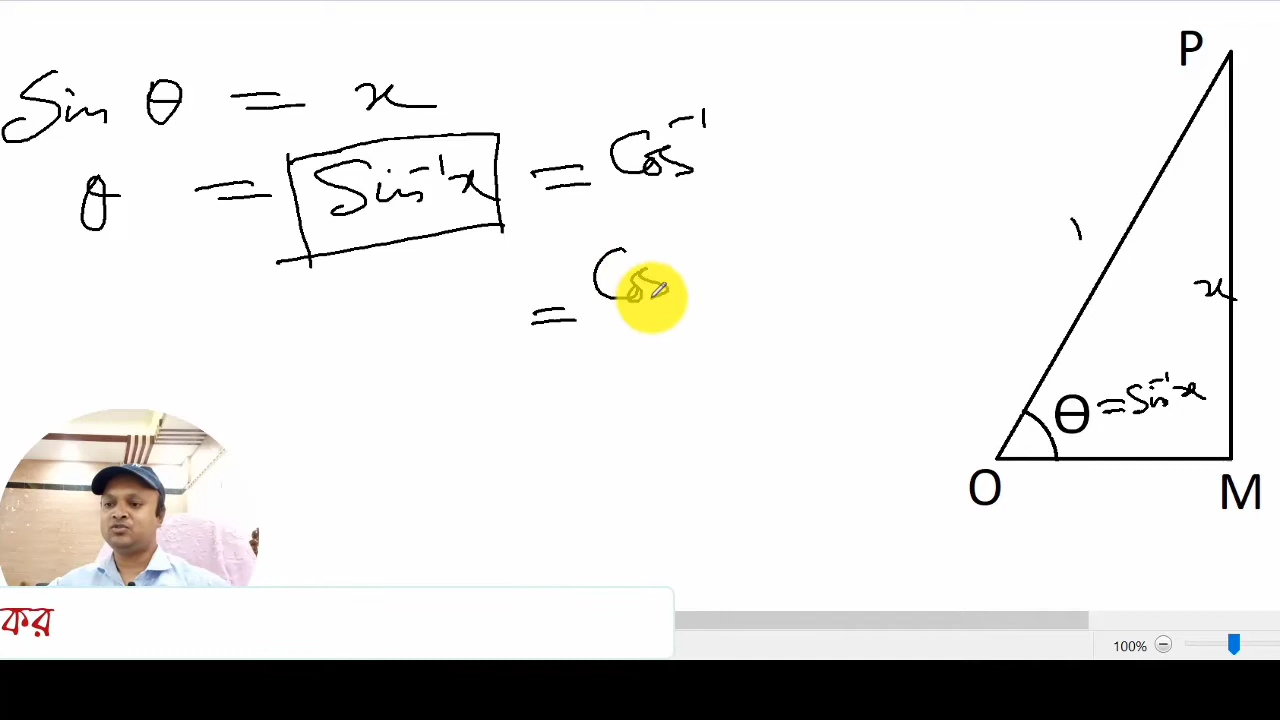 Sin θ = x
θ = Sin⁻¹x = Cos⁻¹
= Cos
P
1
x
θ = Sin⁻¹x
O
M
কর
100%